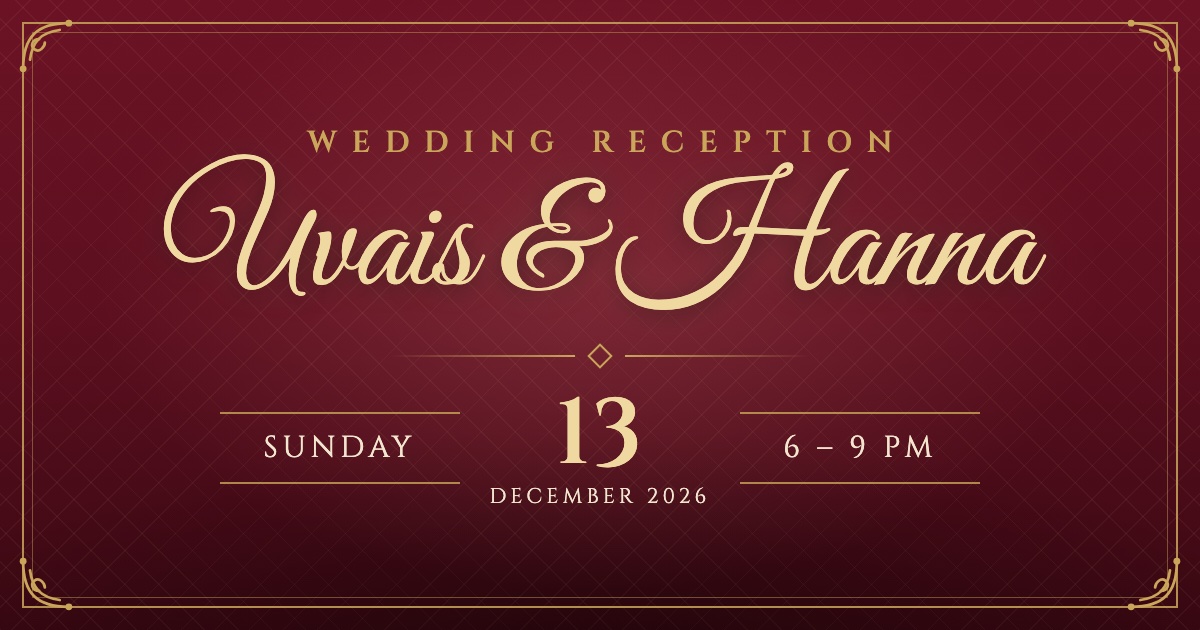 WEDDING RECEPTION
Uvais & Hanna
SUNDAY
13
DECEMBER 2026
6 – 9 PM